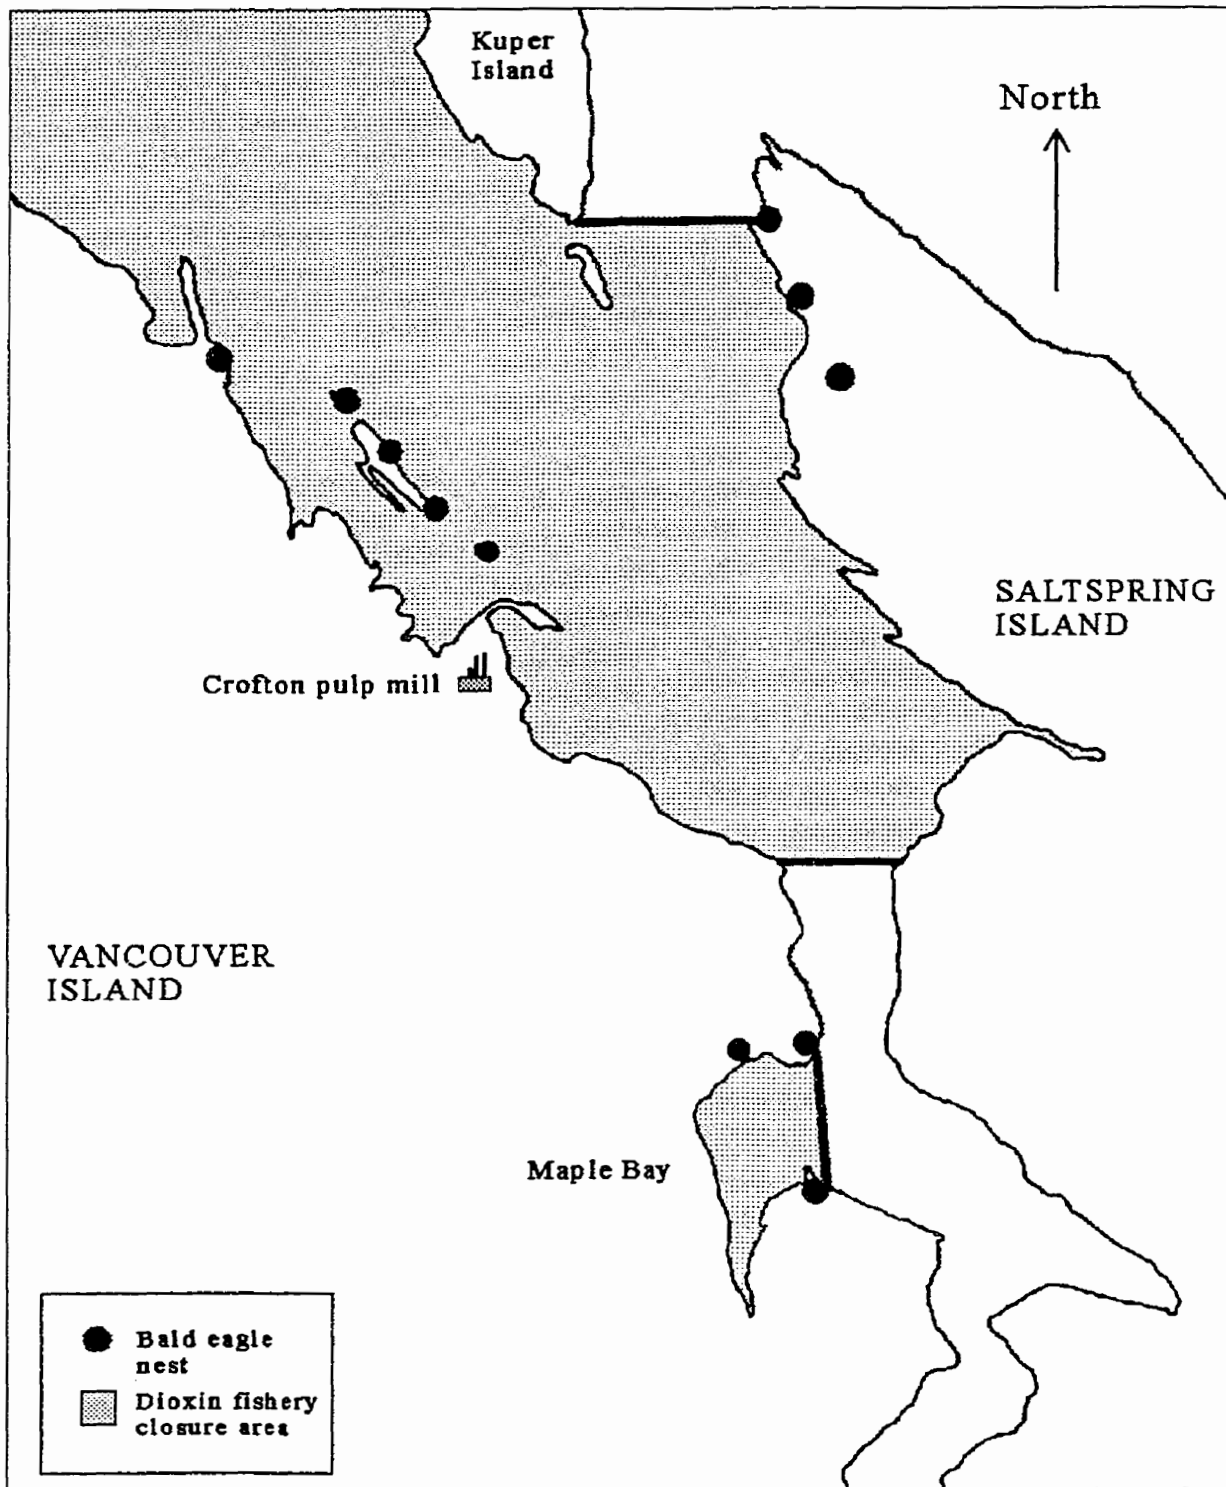 Kuper
Island
North
SALTSPRING
ISLAND
Crofton pulp mill
VANCOUVER
ISLAND
Maple Bay
Bald eagle
nest
Dioxin fishery
closure area